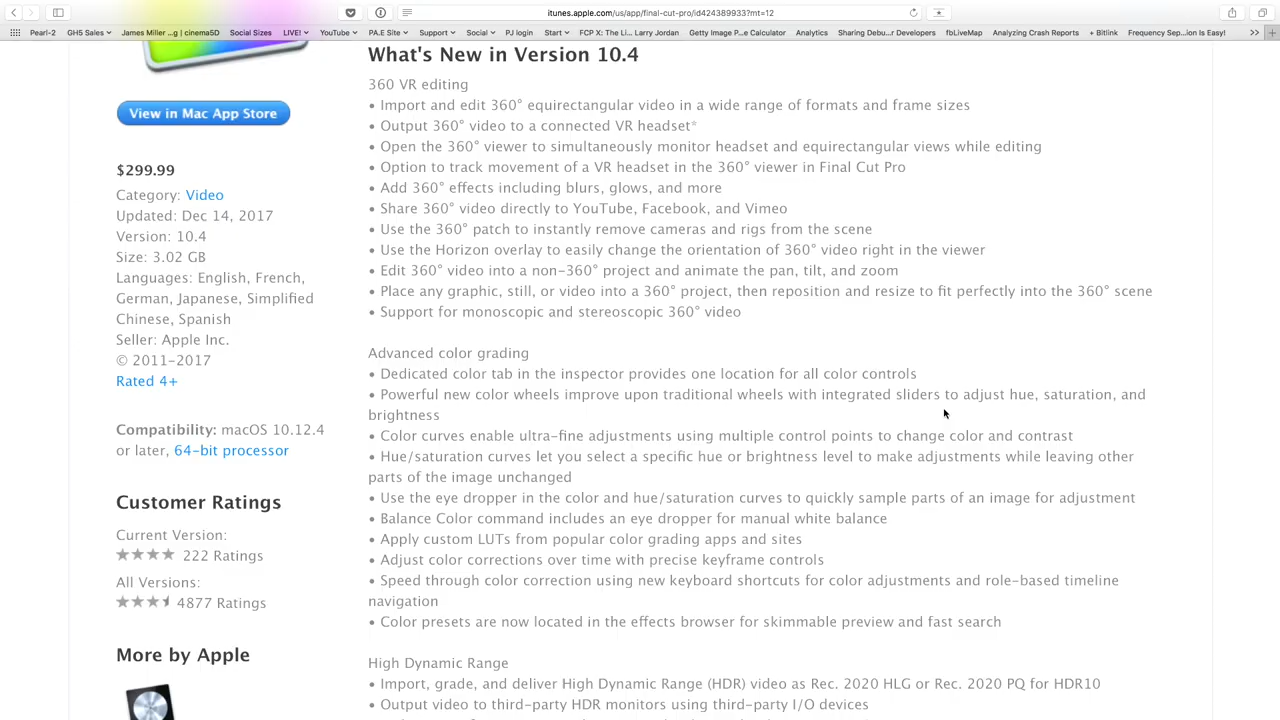 itunes.apple.com/us/app/final-cut-pro/id424389933?mt=12
Pearl-2 GH5 Sales James Miller ...g | cinema5D Social Sizes LIVE! YouTube PA.E Site Support Social PJ login FCP X: The Li... Larry Jordan Start Getty Image P...e Calculator Analytics Sharing Debu...r Developers fbLiveMap Analyzing Crash Reports + Bitlink Frequency Sep...ion Is Easy!
What's New in Version 10.4
360 VR editing
• Import and edit 360° equirectangular video in a wide range of formats and frame sizes
• Output 360° video to a connected VR headset*
• Open the 360° viewer to simultaneously monitor headset and equirectangular views while editing
• Option to track movement of a VR headset in the 360° viewer in Final Cut Pro
• Add 360° effects including blurs, glows, and more
• Share 360° video directly to YouTube, Facebook, and Vimeo
• Use the 360° patch to instantly remove cameras and rigs from the scene
• Use the Horizon overlay to easily change the orientation of 360° video right in the viewer
• Edit 360° video into a non-360° project and animate the pan, tilt, and zoom
• Place any graphic, still, or video into a 360° project, then reposition and resize to fit perfectly into the 360° scene
• Support for monoscopic and stereoscopic 360° video
Advanced color grading
• Dedicated color tab in the inspector provides one location for all color controls
• Powerful new color wheels improve upon traditional wheels with integrated sliders to adjust hue, saturation, and
brightness
• Color curves enable ultra-fine adjustments using multiple control points to change color and contrast
• Hue/saturation curves let you select a specific hue or brightness level to make adjustments while leaving other
parts of the image unchanged
• Use the eye dropper in the color and hue/saturation curves to quickly sample parts of an image for adjustment
• Balance Color command includes an eye dropper for manual white balance
• Apply custom LUTs from popular color grading apps and sites
• Adjust color corrections over time with precise keyframe controls
• Speed through color correction using new keyboard shortcuts for color adjustments and role-based timeline
navigation
• Color presets are now located in the effects browser for skimmable preview and fast search
High Dynamic Range
• Import, grade, and deliver High Dynamic Range (HDR) video as Rec. 2020 HLG or Rec. 2020 PQ for HDR10
• Output video to third-party HDR monitors using third-party I/O devices
View in Mac App Store
$299.99
Category: Video
Updated: Dec 14, 2017
Version: 10.4
Size: 3.02 GB
Languages: English, French,
German, Japanese, Simplified
Chinese, Spanish
Seller: Apple Inc.
© 2011-2017
Rated 4+
Compatibility: macOS 10.12.4
or later, 64-bit processor
Customer Ratings
Current Version:
222 Ratings
All Versions:
4877 Ratings
More by Apple